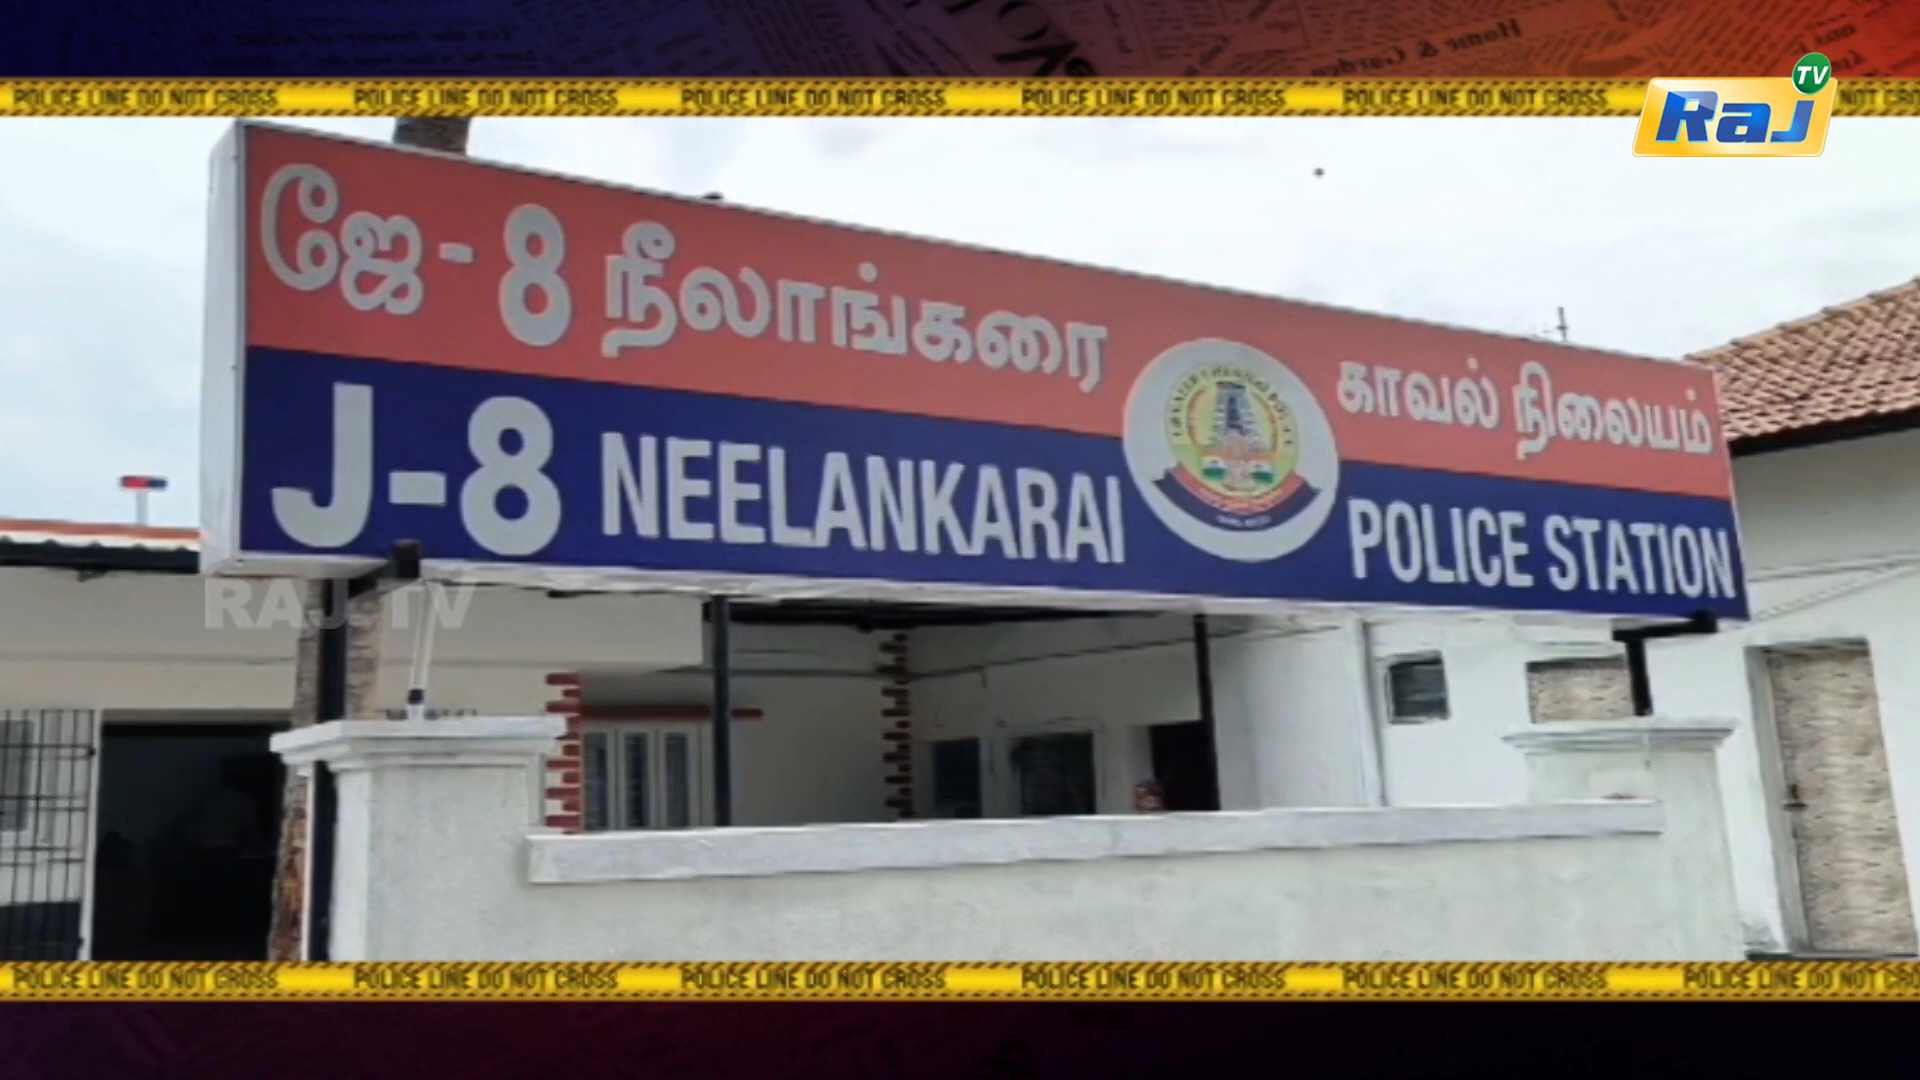 POLICE LINE DO NOT CROSS POLICE LINE DO NOT CROSS POLICE LINE DO NOT CROSS POLICE LINE DO NOT CROSS POLICE LINE DO NOT CROSS NOT CROSS
Raj TV
ஜே-8 நீலாங்கரை காவல் நிலையம்
J-8 NEELANKARAI POLICE STATION
RAJ TV
POLICE LINE DO NOT CROSS POLICE LINE DO NOT CROSS POLICE LINE DO NOT CROSS POLICE LINE DO NOT CROSS POLICE LINE DO NOT CROSS POLICE LINE DO NOT CROSS